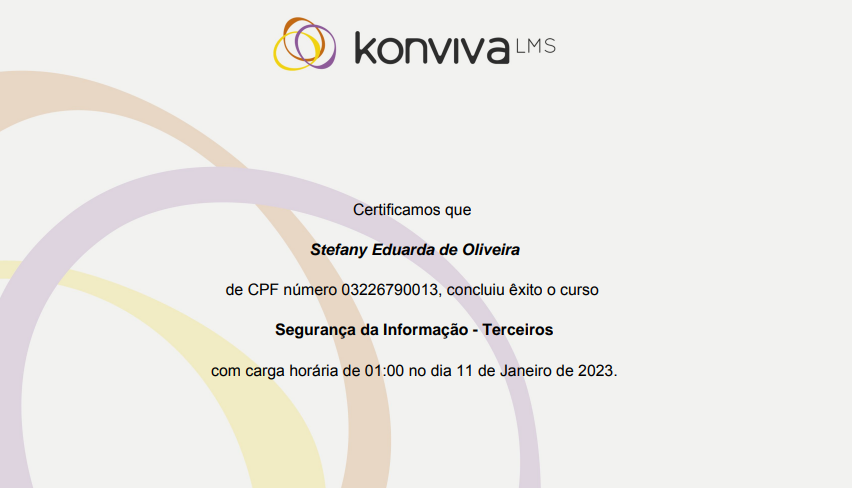 konviva LMS
Certificamos que
Stefany Eduarda de Oliveira
de CPF número 03226790013, concluiu êxito o curso
Segurança da Informação - Terceiros
com carga horária de 01:00 no dia 11 de Janeiro de 2023.